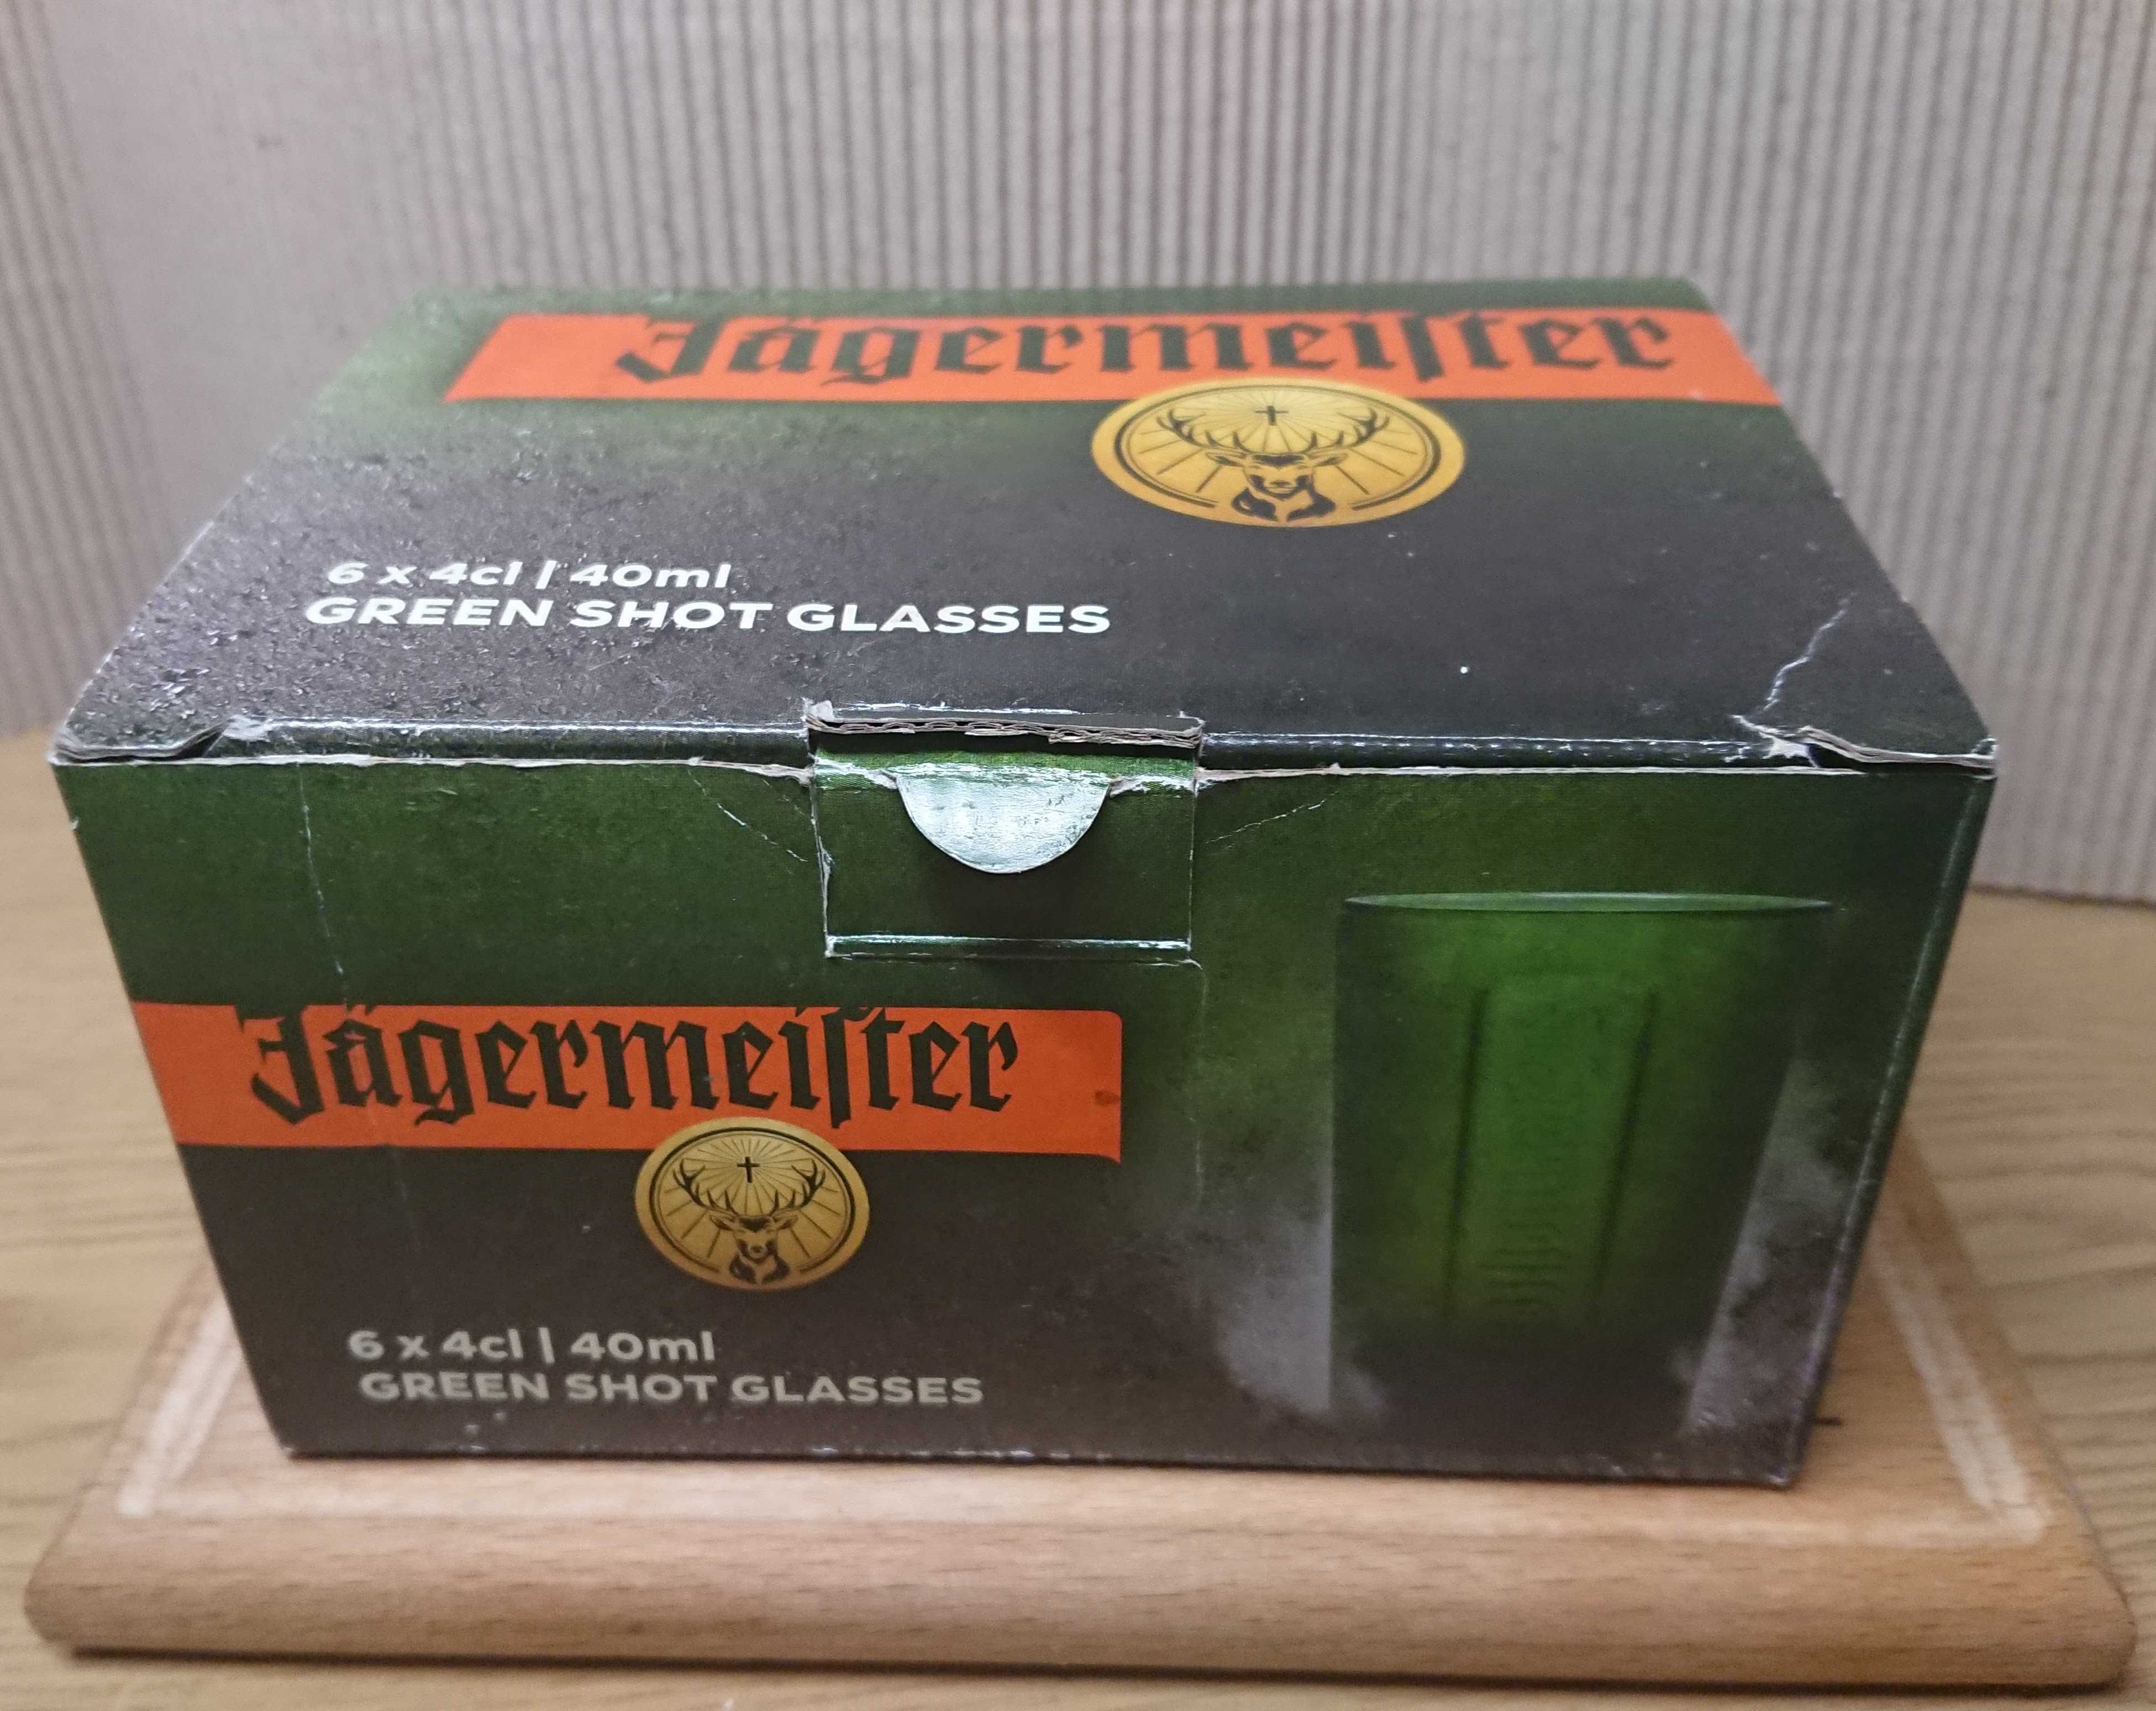 Jägermeiſter
6 x 4cl | 40ml
GREEN SHOT GLASSES
Jägermeiſter
6 x 4cl | 40ml
GREEN SHOT GLASSES